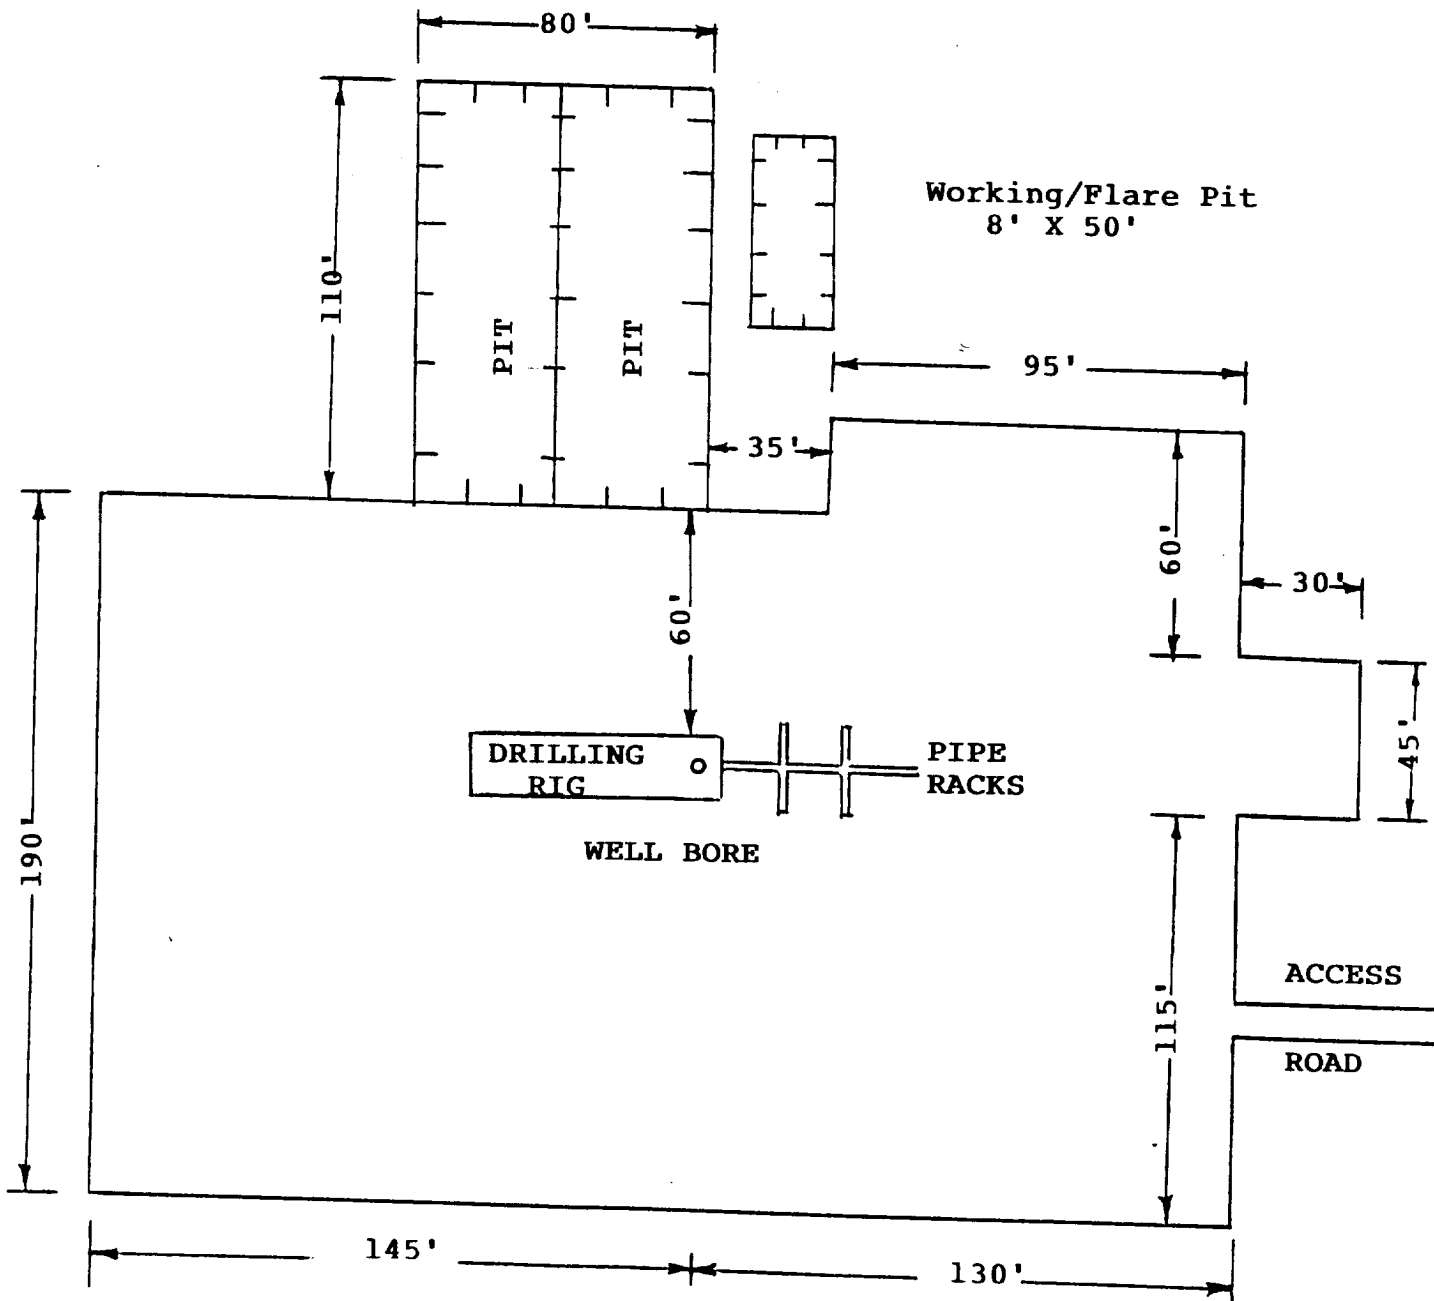 80'
110'
PIT
PIT
Working/Flare Pit
8' X 50'
95'
35'
60'
60'
30'
45'
190'
DRILLING
RIG
PIPE
RACKS
WELL BORE
115'
ACCESS
ROAD
145'
130'